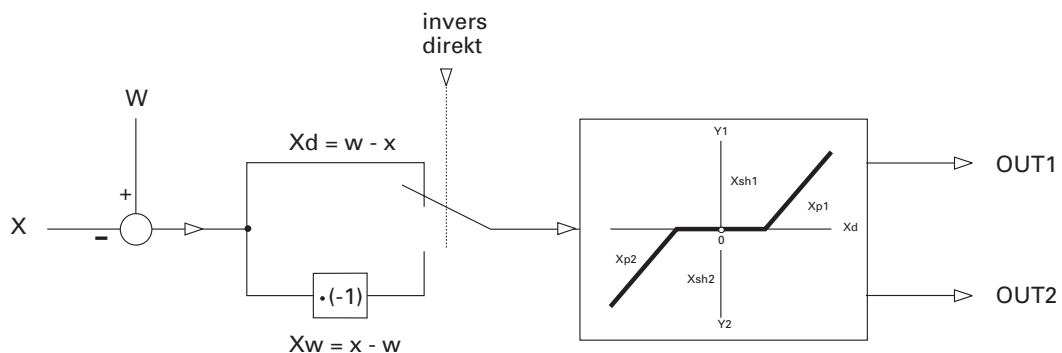 invers
direkt
W
Xd = w - x
+
X
-
•(-1)
Xw = x - w
Y1
Xsh1
Xp1
Xd
0
Xp2
Xsh2
Y2
OUT1
OUT2